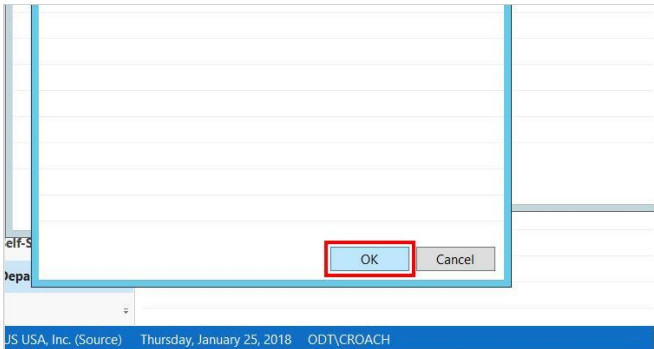 elf-S
Depa
OK Cancel
US USA, Inc. (Source) Thursday, January 25, 2018 ODT\CROACH